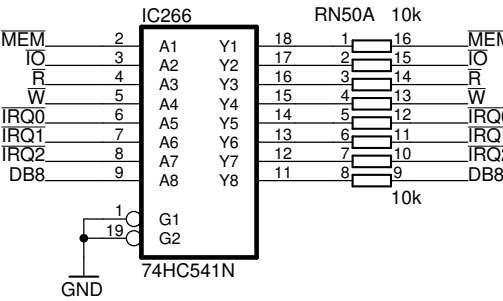 IC266 RN50A 10k
MEM 2 A1 Y1 18 1 16 MEM
IO 3 A2 Y2 17 2 15 IO
R 4 A3 Y3 16 3 14 R
W 5 A4 Y4 15 4 13 W
IRQ0 6 A5 Y5 14 5 12 IRQ
IRQ1 7 A6 Y6 13 6 11 IRQ
IRQ2 8 A7 Y7 12 7 10 IRQ
DB8 9 A8 Y8 11 8 9 DB8
10k
1 G1
19 G2
74HC541N
GND